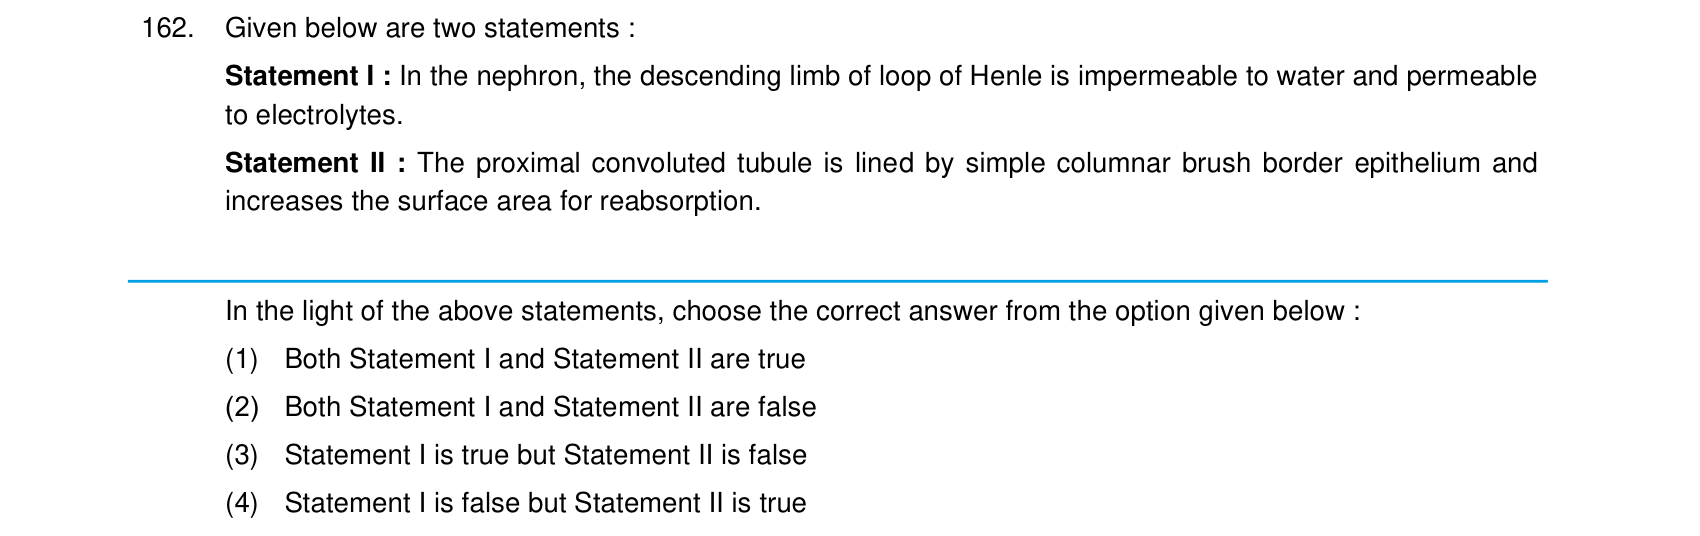 162. Given below are two statements :
Statement I : In the nephron, the descending limb of loop of Henle is impermeable to water and permeable
to electrolytes.
Statement II : The proximal convoluted tubule is lined by simple columnar brush border epithelium and
increases the surface area for reabsorption.
In the light of the above statements, choose the correct answer from the option given below :
(1) Both Statement I and Statement II are true
(2) Both Statement I and Statement II are false
(3) Statement I is true but Statement II is false
(4) Statement I is false but Statement II is true